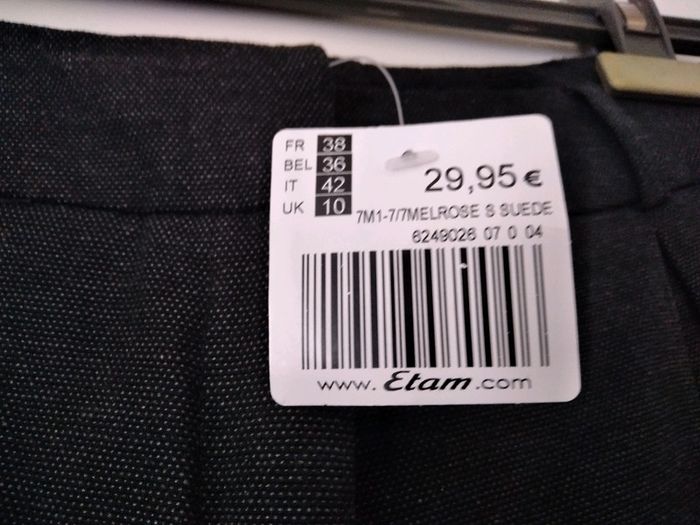 FR 38
BEL 36
IT 42
UK 10
29,95 €
7M1-7/7MELROSE S SUEDE
6249026 07 0 04
www.Etam.com